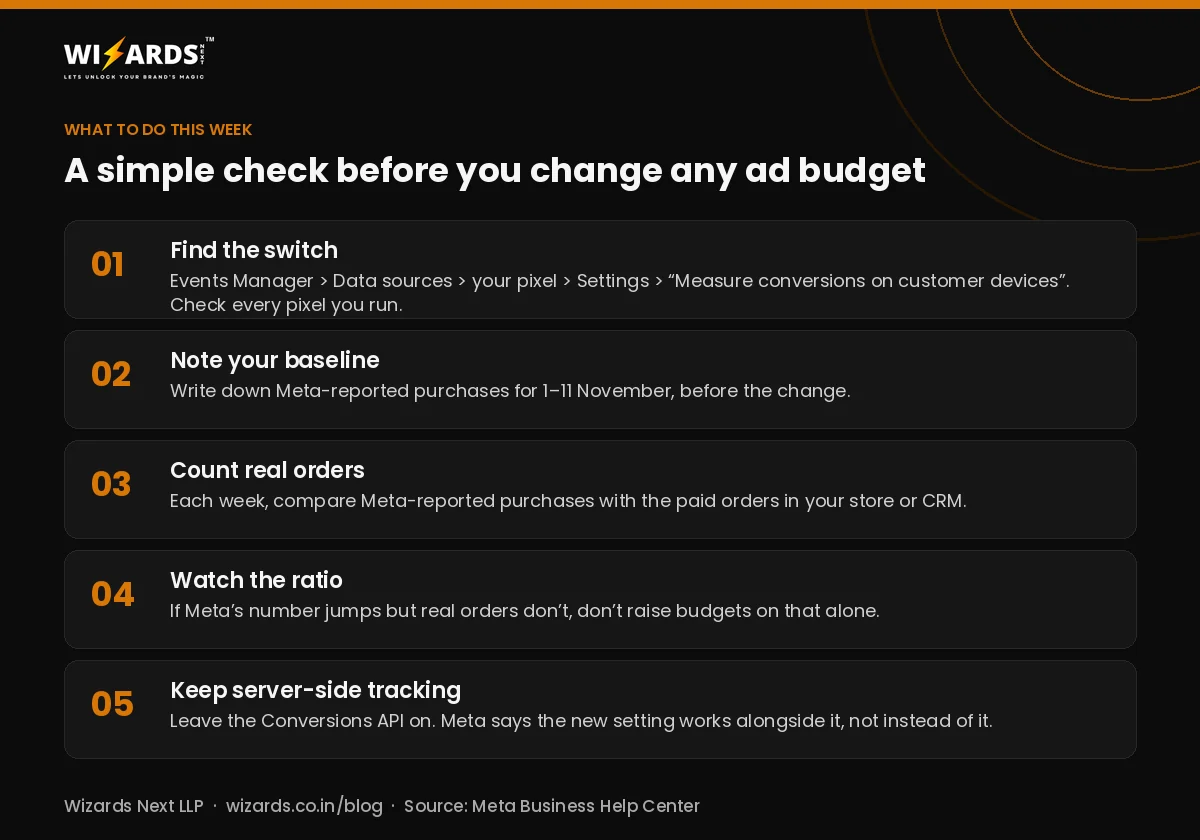 WIZARDS NEXT ™
LETS UNLOCK YOUR BRAND'S MAGIC
WHAT TO DO THIS WEEK
A simple check before you change any ad budget
01
Find the switch
Events Manager > Data sources > your pixel > Settings > “Measure conversions on customer devices”.
Check every pixel you run.
02
Note your baseline
Write down Meta-reported purchases for 1–11 November, before the change.
03
Count real orders
Each week, compare Meta-reported purchases with the paid orders in your store or CRM.
04
Watch the ratio
If Meta’s number jumps but real orders don’t, don’t raise budgets on that alone.
05
Keep server-side tracking
Leave the Conversions API on. Meta says the new setting works alongside it, not instead of it.
Wizards Next LLP · wizards.co.in/blog · Source: Meta Business Help Center